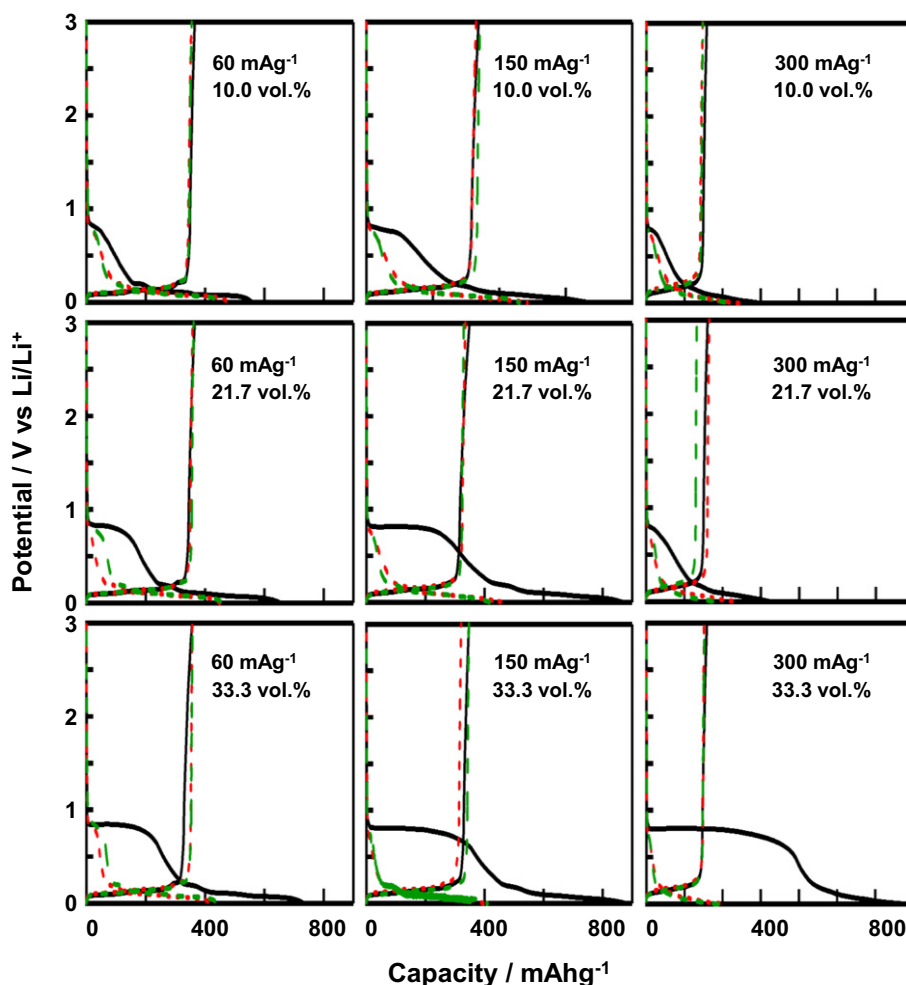 3
60 mAg-1
10.0 vol.%
2
1
0
150 mAg-1
10.0 vol.%
300 mAg-1
10.0 vol.%
3
60 mAg-1
21.7 vol.%
2
1
0
150 mAg-1
21.7 vol.%
300 mAg-1
21.7 vol.%
3
60 mAg-1
33.3 vol.%
2
1
0
150 mAg-1
33.3 vol.%
300 mAg-1
33.3 vol.%
Potential / V vs Li/Li+
0 400 800 0 400 800 0 400 800
Capacity / mAhg-1